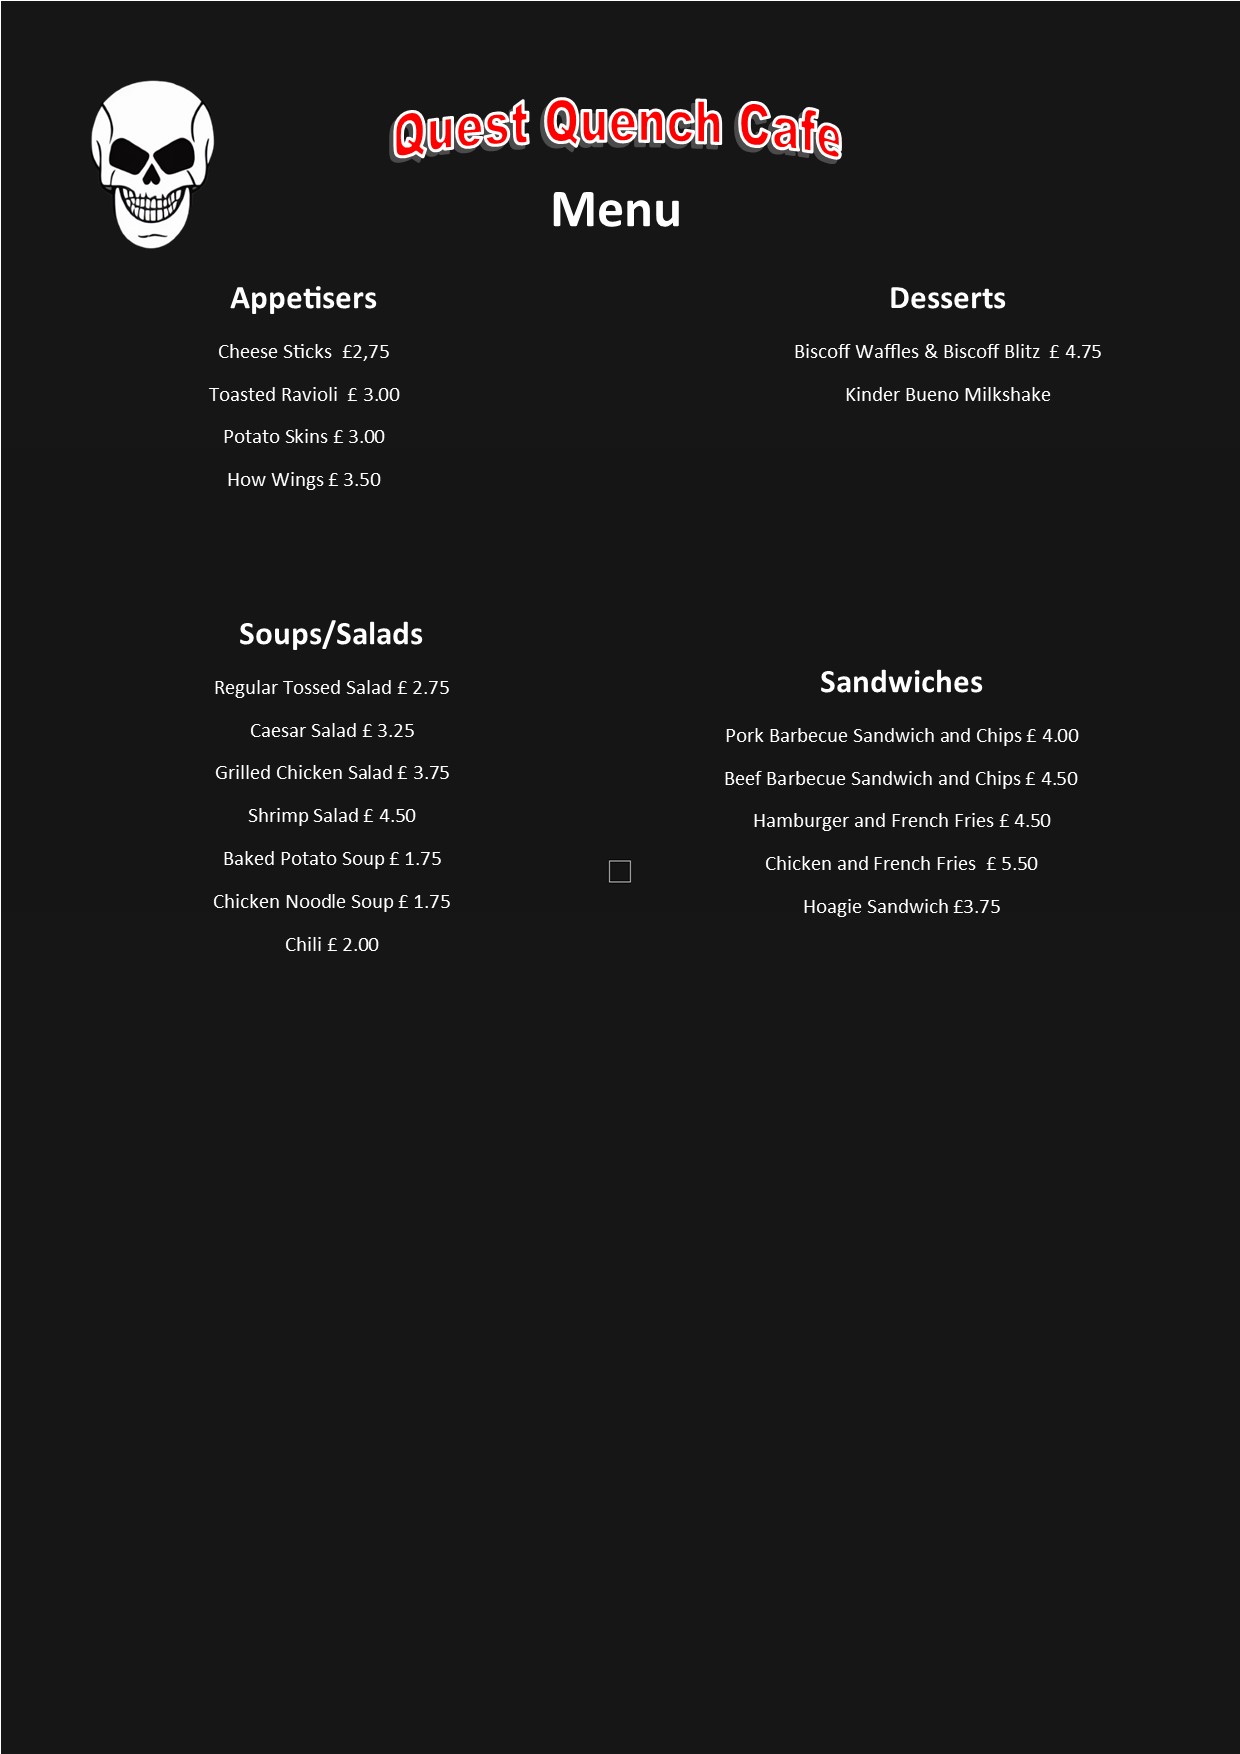 Quest Quench Cafe
Menu
Appetisers
Cheese Sticks  £2,75
Toasted Ravioli  £ 3.00
Potato Skins £ 3.00
How Wings £ 3.50
Desserts
Biscoff Waffles & Biscoff Blitz  £ 4.75
Kinder Bueno Milkshake
Soups/Salads
Regular Tossed Salad £ 2.75
Caesar Salad £ 3.25
Grilled Chicken Salad £ 3.75
Shrimp Salad £ 4.50
Baked Potato Soup £ 1.75
Chicken Noodle Soup £ 1.75
Chili £ 2.00
Sandwiches
Pork Barbecue Sandwich and Chips £ 4.00
Beef Barbecue Sandwich and Chips £ 4.50
Hamburger and French Fries £ 4.50
Chicken and French Fries  £ 5.50
Hoagie Sandwich £3.75